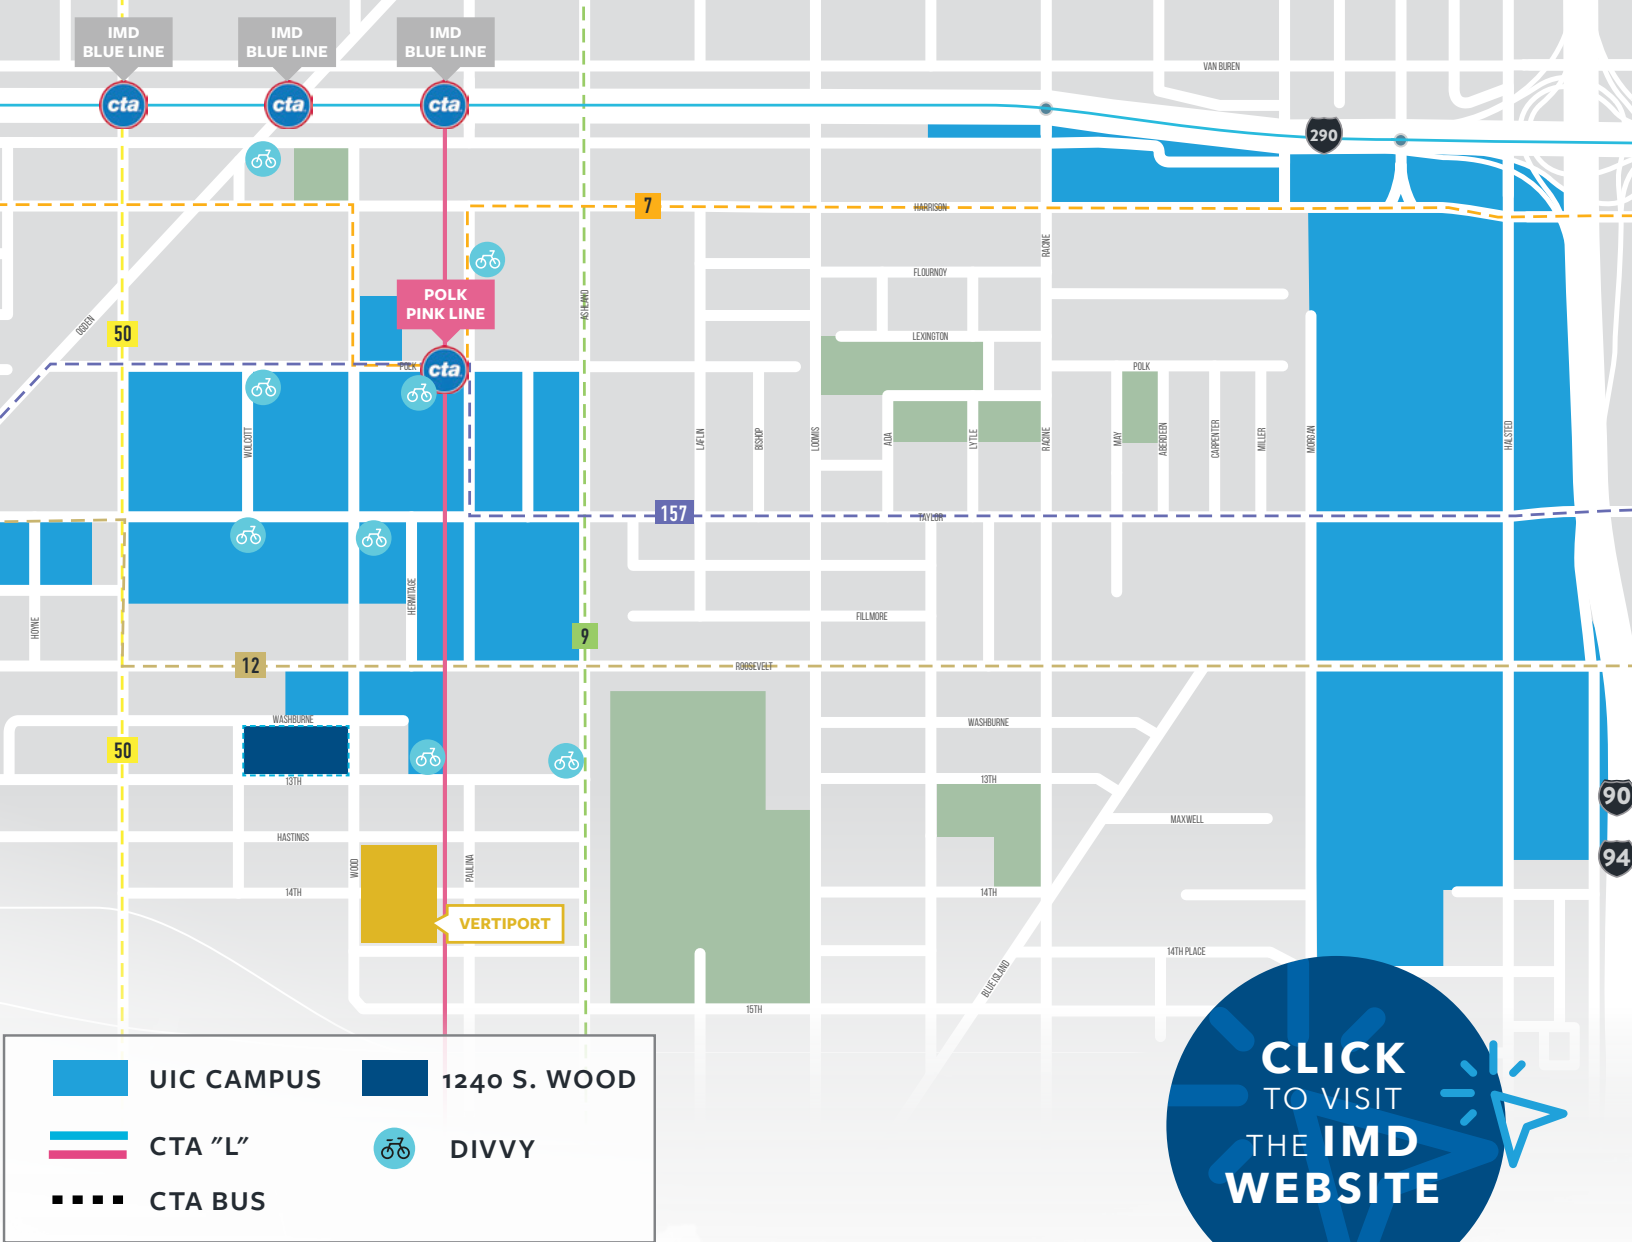 IMD
BLUE LINE
IMD
BLUE LINE
IMD
BLUE LINE
VAN BUREN
cta
cta
cta
290
7
HARRISON
RACINE
FLOURNOY
POLK
PINK LINE
ASHLAND
OGDEN
50
LEXINGTON
POLK
cta
POLK
WOLCOTT
LAFLIN
BISHOP
LOOMIS
ADA
LYTLE
RACINE
MAY
ABERDEEN
CARPENTER
MILLER
MORGAN
HALSTED
157
TAYLOR
HERMITAGE
HOYNE
FILLMORE
9
12
ROOSEVELT
WASHBURNE
WASHBURNE
50
13TH
13TH
90
MAXWELL
HASTINGS
94
WOOD
PAULINA
14TH
14TH
VERTIPORT
14TH PLACE
BLUE ISLAND
15TH
UIC CAMPUS
1240 S. WOOD
CTA "L"
DIVVY
CTA BUS
CLICK
TO VISIT
THE IMD
WEBSITE